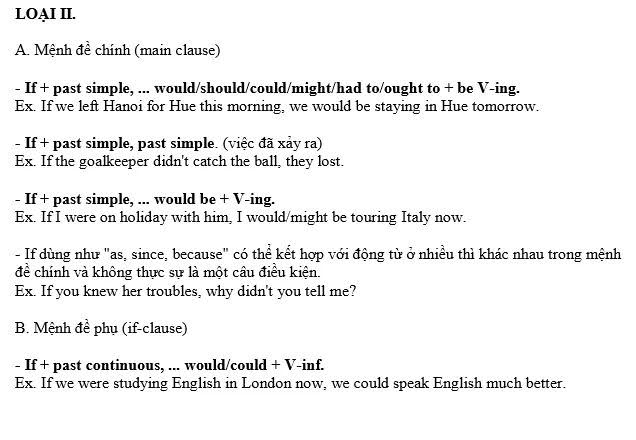 LOẠI II.
A. Mệnh đề chính (main clause)
- If + past simple, ... would/should/could/might/had to/ought to + be V-ing.
Ex. If we left Hanoi for Hue this morning, we would be staying in Hue tomorrow.
- If + past simple, past simple. (việc đã xảy ra)
Ex. If the goalkeeper didn't catch the ball, they lost.
- If + past simple, ... would be + V-ing.
Ex. If I were on holiday with him, I would/might be touring Italy now.
- If dùng như "as, since, because" có thể kết hợp với động từ ở nhiều thì khác nhau trong mệnh
đề chính và không thực sự là một câu điều kiện.
Ex. If you knew her troubles, why didn't you tell me?
B. Mệnh đề phụ (if-clause)
- If + past continuous, ... would/could + V-inf.
Ex. If we were studying English in London now, we could speak English much better.